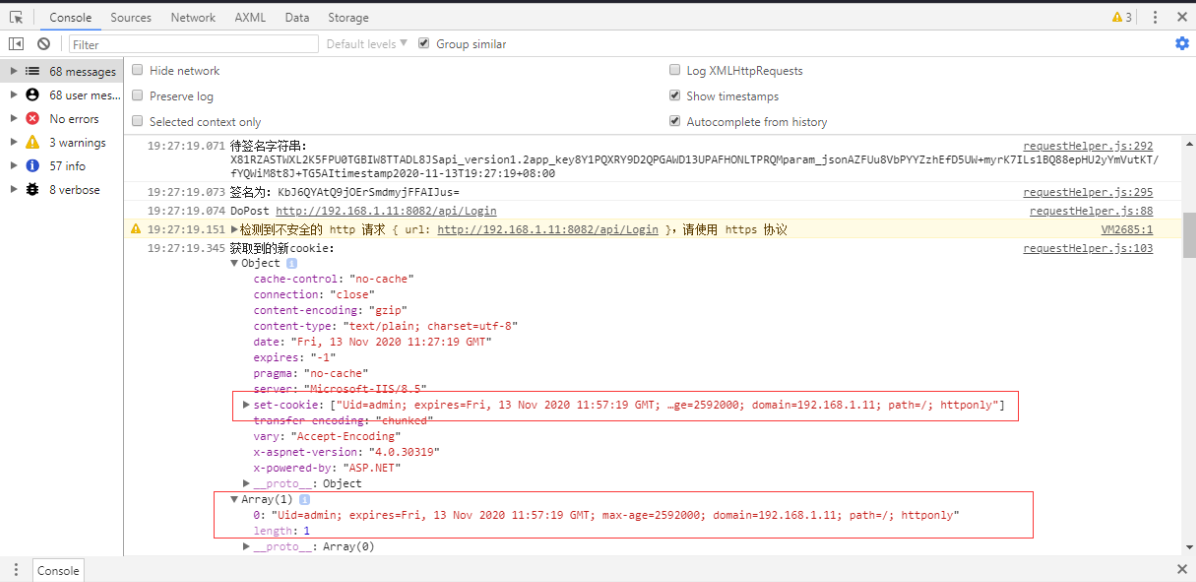 Console Sources Network AXML Data Storage 3
Filter Default levels ▼ Group similar
68 messages
68 user mes...
No errors
3 warnings
57 info
8 verbose
Hide network Log XMLHttpRequests
Preserve log Show timestamps
Selected context only Autocomplete from history
19:27:19.071 待签名字符串: requestHelper.js:292
X81RZASTWXL2K5FPU0TGBIW8TTADL8JSapi_version1.2app_key8Y1PQXRY9D2QPGAWD13UPAFHONLTPRQMparam_jsonAZFUu8VbPYYZzhEfD5UW+myrK7ILs1BQ88epHU2yYmVutKT/
fYQWiM8t8J+TG5AItimestamp2020-11-13T19:27:19+08:00
19:27:19.073 签名为: KbJ6QYAtQ9jOErSmdmyjFFAIJus= requestHelper.js:295
19:27:19.074 DoPost http://192.168.1.11:8082/api/Login requestHelper.js:88
19:27:19.151 ▶检测到不安全的 http 请求 { url: http://192.168.1.11:8082/api/Login }, 请使用 https 协议 VM2685:1
19:27:19.345 获取到的新cookie: requestHelper.js:103
▼Object i
cache-control: "no-cache"
connection: "close"
content-encoding: "gzip"
content-type: "text/plain; charset=utf-8"
date: "Fri, 13 Nov 2020 11:27:19 GMT"
expires: "-1"
pragma: "no-cache"
server: "Microsoft-IIS/8.5"
▶set-cookie: ["Uid=admin; expires=Fri, 13 Nov 2020 11:57:19 GMT; …ge=2592000; domain=192.168.1.11; path=/; httponly"]
transfer-encoding: "chunked"
vary: "Accept-Encoding"
x-aspnet-version: "4.0.30319"
x-powered-by: "ASP.NET"
▶__proto__: Object
▼Array(1) i
0: "Uid=admin; expires=Fri, 13 Nov 2020 11:57:19 GMT; max-age=2592000; domain=192.168.1.11; path=/; httponly"
length: 1
▶__proto__: Array(0)
Console